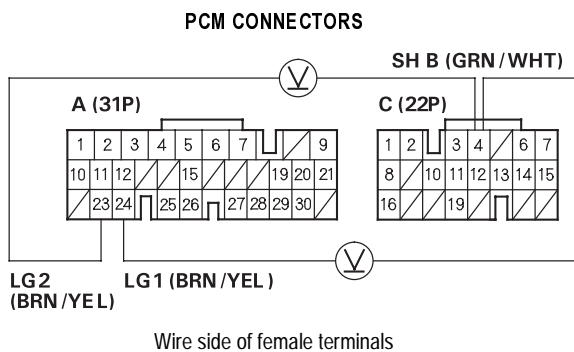 PCM CONNECTORS
SH B (GRN/WHT)
V
A (31P)
C (22P)
1 2 3 4 5 6 7 9
1 2 3 4 6 7
10 11 12 15 19 20 21
8 10 11 12 13 14 15
23 24 25 26 27 28 29 30
16 19
V
LG2
(BRN/YEL)
LG1 (BRN/YEL)
Wire side of female terminals